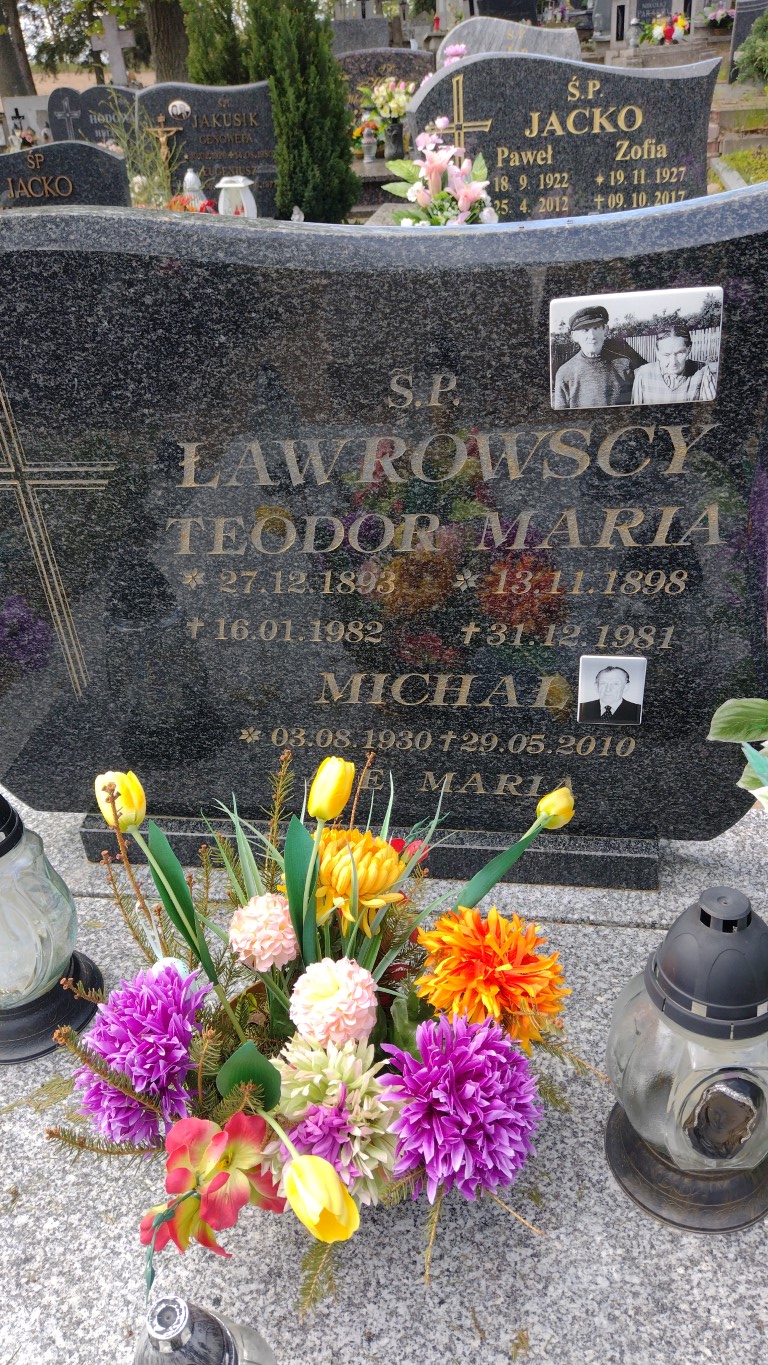 Ś.P.
JACKO
Paweł Zofia
18.9.1922 * 19.11.1927
25.4.2012 † 09.10.2017
ŚP
JACKO
JAKUSIK
GENOWEFA
Ś.P.
ŁAWROWSCY
TEODOR MARIA
* 27.12.1893 * 13.11.1898
† 16.01.1982 † 31.12.1981
MICHAŁ
* 03.08.1930 † 29.05.2010
E MARIA